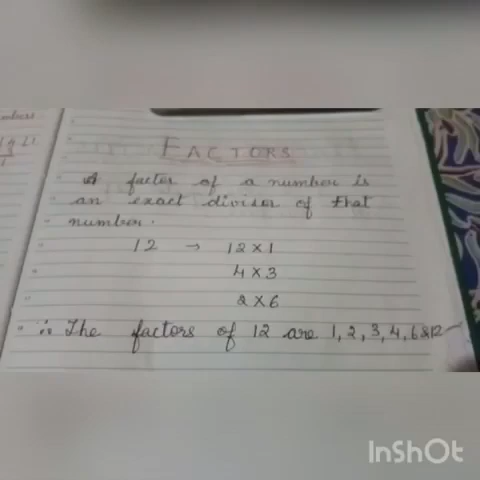 mbers
FACTORS
A factor of a number is
an exact divisor of that
number.
12 → 12 × 1
4 × 3
2 × 6
∴ The factors of 12 are 1, 2, 3, 4, 6 & 12
InShOt